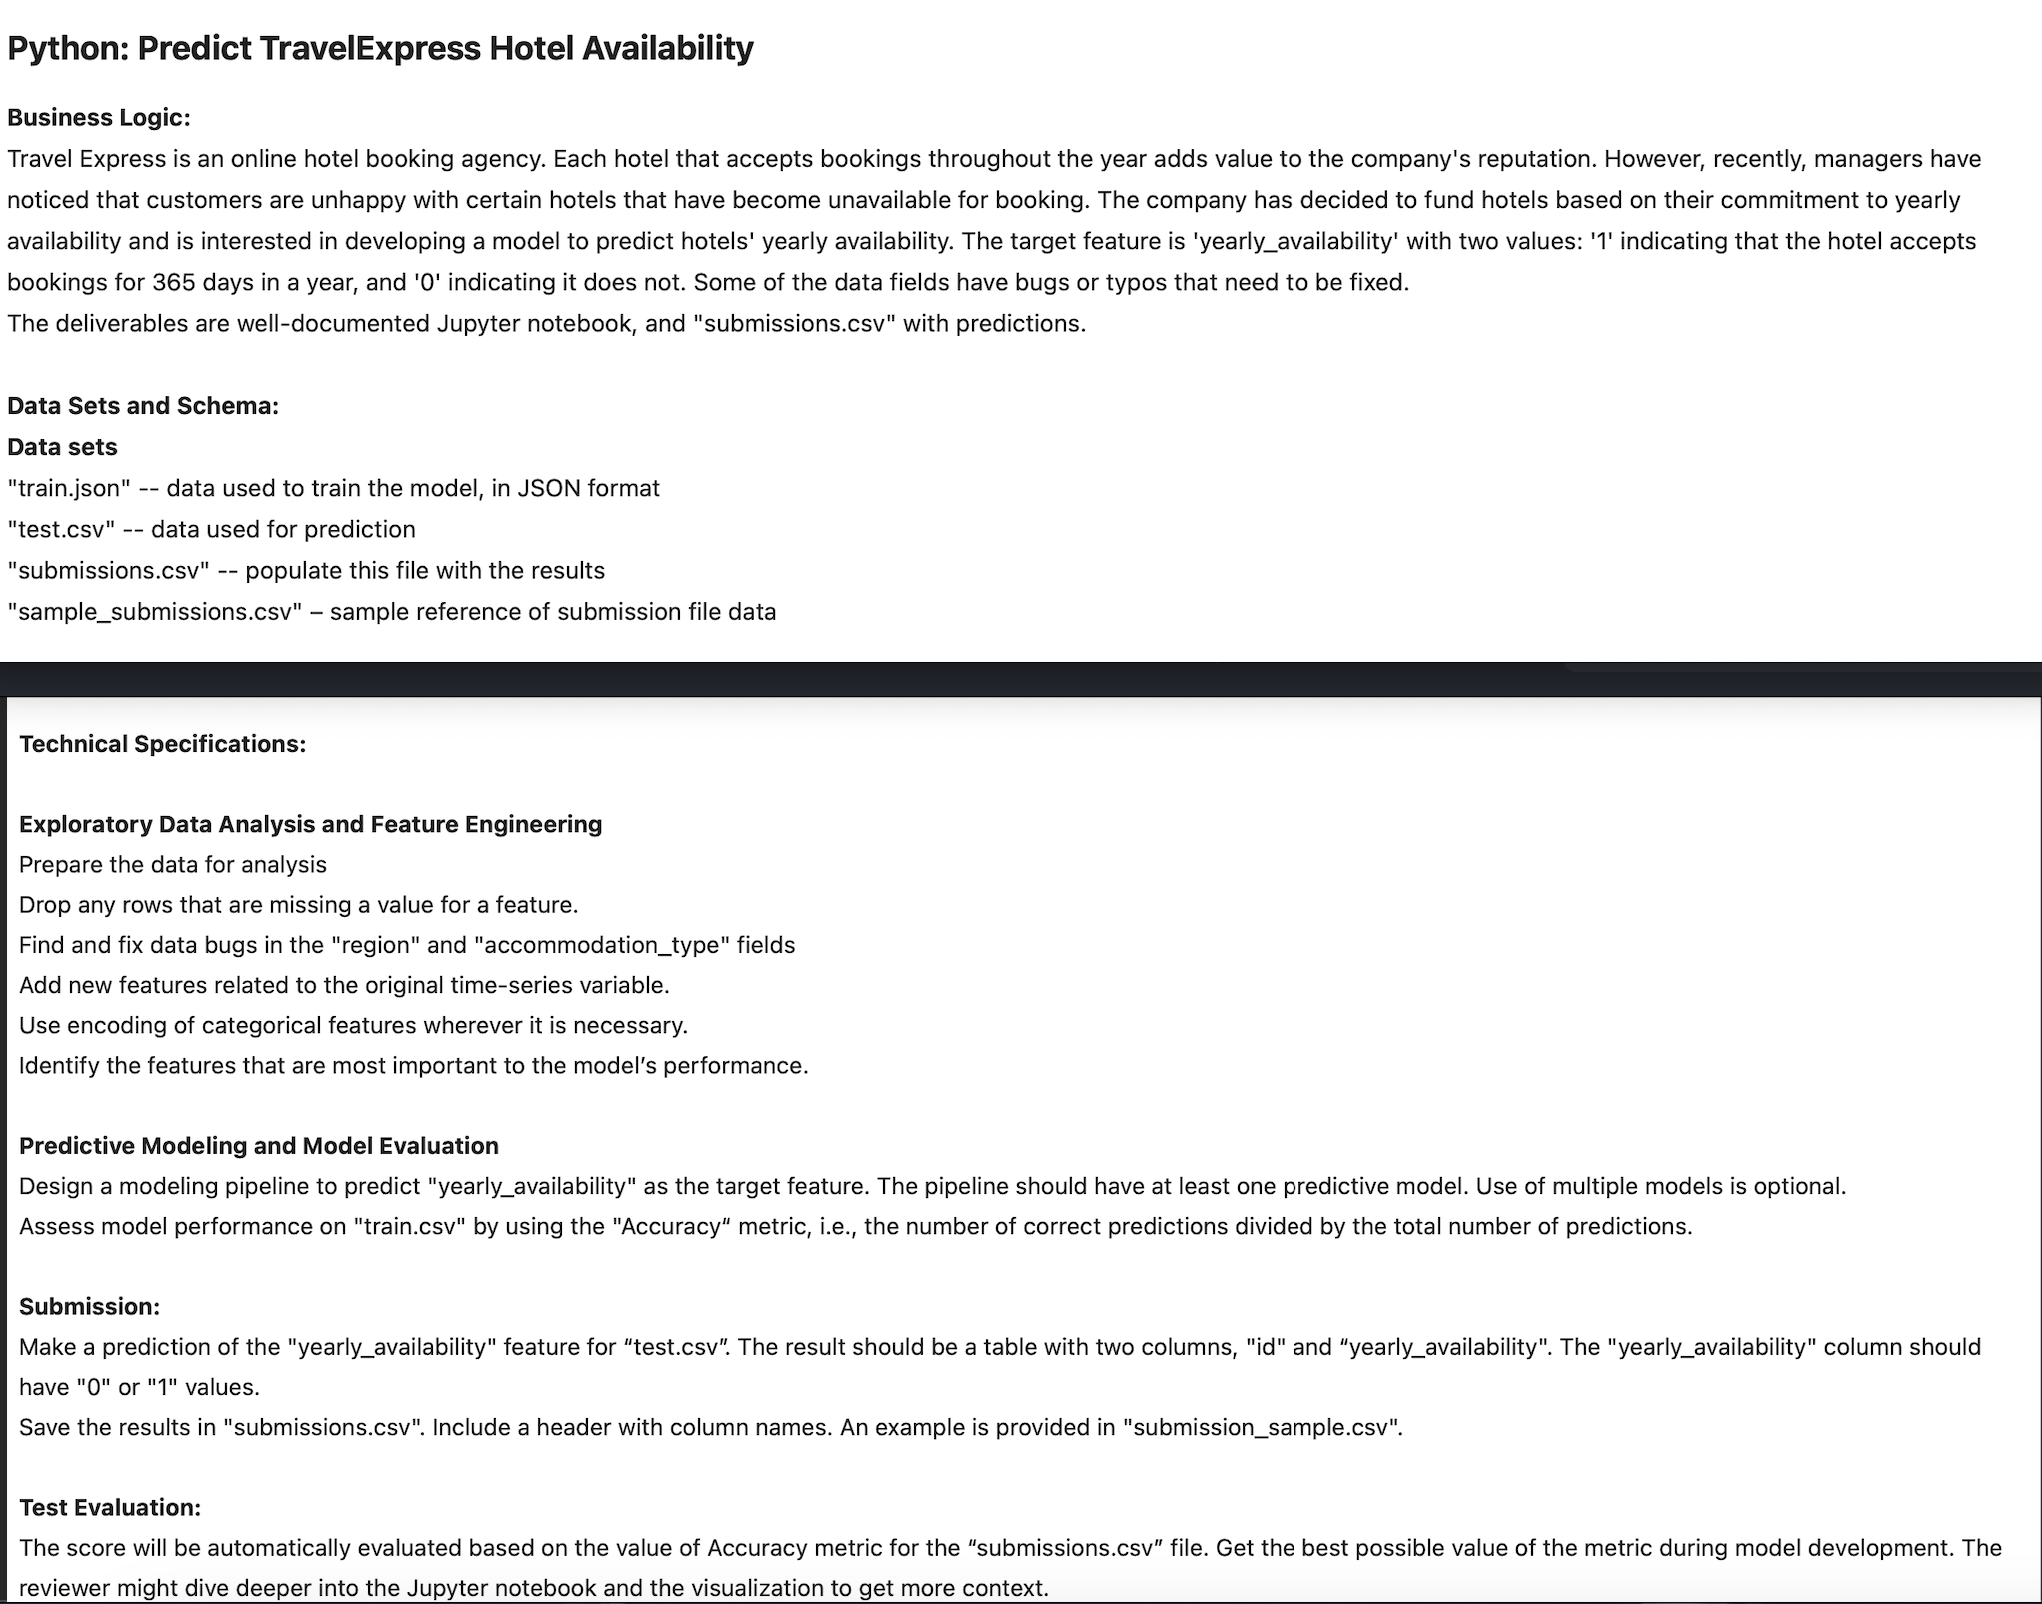 Python: Predict TravelExpress Hotel Availability
Business Logic:
Travel Express is an online hotel booking agency. Each hotel that accepts bookings throughout the year adds value to the company's reputation. However, recently, managers have
noticed that customers are unhappy with certain hotels that have become unavailable for booking. The company has decided to fund hotels based on their commitment to yearly
availability and is interested in developing a model to predict hotels' yearly availability. The target feature is 'yearly_availability' with two values: '1' indicating that the hotel accepts
bookings for 365 days in a year, and '0' indicating it does not. Some of the data fields have bugs or typos that need to be fixed.
The deliverables are well-documented Jupyter notebook, and "submissions.csv" with predictions.
Data Sets and Schema:
Data sets
"train.json" -- data used to train the model, in JSON format
"test.csv" -- data used for prediction
"submissions.csv" -- populate this file with the results
"sample_submissions.csv" – sample reference of submission file data
Technical Specifications:
Exploratory Data Analysis and Feature Engineering
Prepare the data for analysis
Drop any rows that are missing a value for a feature.
Find and fix data bugs in the "region" and "accommodation_type" fields
Add new features related to the original time-series variable.
Use encoding of categorical features wherever it is necessary.
Identify the features that are most important to the model’s performance.
Predictive Modeling and Model Evaluation
Design a modeling pipeline to predict "yearly_availability" as the target feature. The pipeline should have at least one predictive model. Use of multiple models is optional.
Assess model performance on "train.csv" by using the "Accuracy“ metric, i.e., the number of correct predictions divided by the total number of predictions.
Submission:
Make a prediction of the "yearly_availability" feature for “test.csv”. The result should be a table with two columns, "id" and “yearly_availability". The "yearly_availability" column should
have "0" or "1" values.
Save the results in "submissions.csv". Include a header with column names. An example is provided in "submission_sample.csv".
Test Evaluation:
The score will be automatically evaluated based on the value of Accuracy metric for the “submissions.csv” file. Get the best possible value of the metric during model development. The
reviewer might dive deeper into the Jupyter notebook and the visualization to get more context.